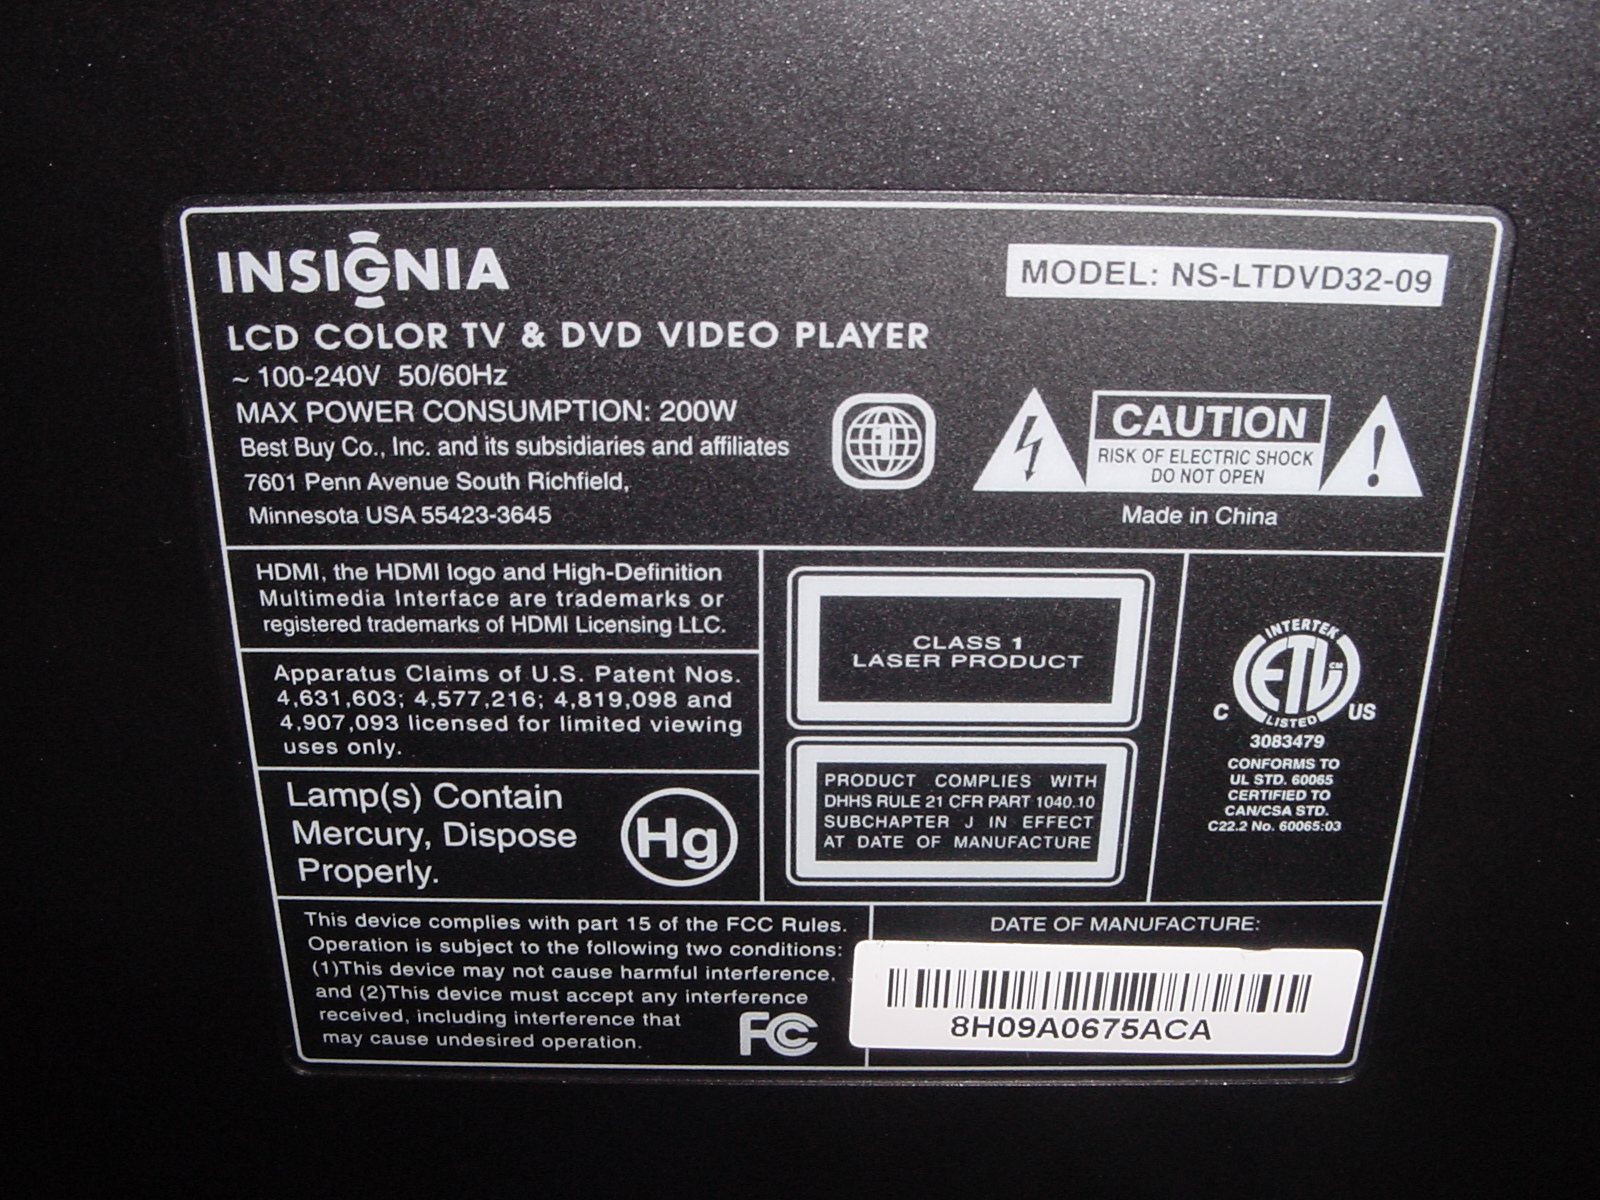 INSIGNIA
MODEL: NS-LTDVD32-09
LCD COLOR TV & DVD VIDEO PLAYER
~ 100-240V 50/60Hz
MAX POWER CONSUMPTION: 200W
Best Buy Co., Inc. and its subsidiaries and affiliates
7601 Penn Avenue South Richfield,
Minnesota USA 55423-3645
1
CAUTION
RISK OF ELECTRIC SHOCK
DO NOT OPEN
!
Made in China
HDMI, the HDMI logo and High-Definition
Multimedia Interface are trademarks or
registered trademarks of HDMI Licensing LLC.
Apparatus Claims of U.S. Patent Nos.
4,631,603; 4,577,216; 4,819,098 and
4,907,093 licensed for limited viewing
uses only.
Lamp(s) Contain
Mercury, Dispose
Properly.
Hg
CLASS 1
LASER PRODUCT
PRODUCT COMPLIES WITH
DHHS RULE 21 CFR PART 1040.10
SUBCHAPTER J IN EFFECT
AT DATE OF MANUFACTURE
INTERTEK
ETL CM
LISTED
C US
3083479
CONFORMS TO
UL STD. 60065
CERTIFIED TO
CAN/CSA STD.
C22.2 No. 60065:03
This device complies with part 15 of the FCC Rules.
Operation is subject to the following two conditions:
(1)This device may not cause harmful interference,
and (2)This device must accept any interference
received, including interference that
may cause undesired operation.
FC
DATE OF MANUFACTURE:
8H09A0675ACA